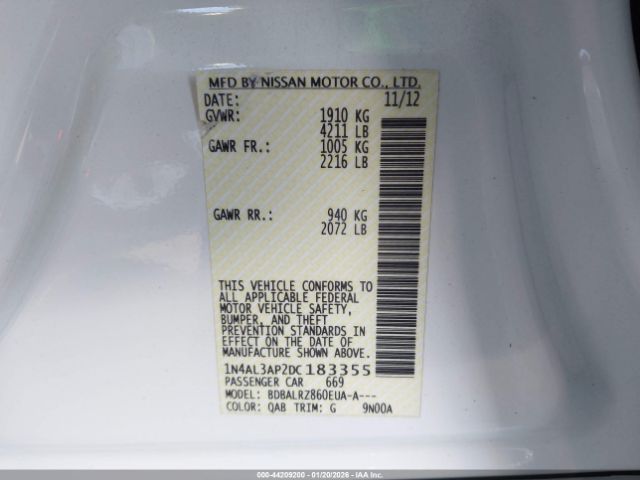 MFD BY NISSAN MOTOR CO., LTD.
DATE: 11/12
GVWR: 1910 KG
4211 LB
GAWR FR.: 1005 KG
2216 LB
GAWR RR.: 940 KG
2072 LB
THIS VEHICLE CONFORMS TO
ALL APPLICABLE FEDERAL
MOTOR VEHICLE SAFETY,
BUMPER, AND THEFT
PREVENTION STANDARDS IN
EFFECT ON THE DATE OF
MANUFACTURE SHOWN ABOVE.
1N4AL3AP2DC183355
PASSENGER CAR 669
MODEL: BDBALRZ860EUA-A---
COLOR: QAB TRIM: G 9N00A
000-44209200 - 01/20/2026 - IAAHQBRANDING